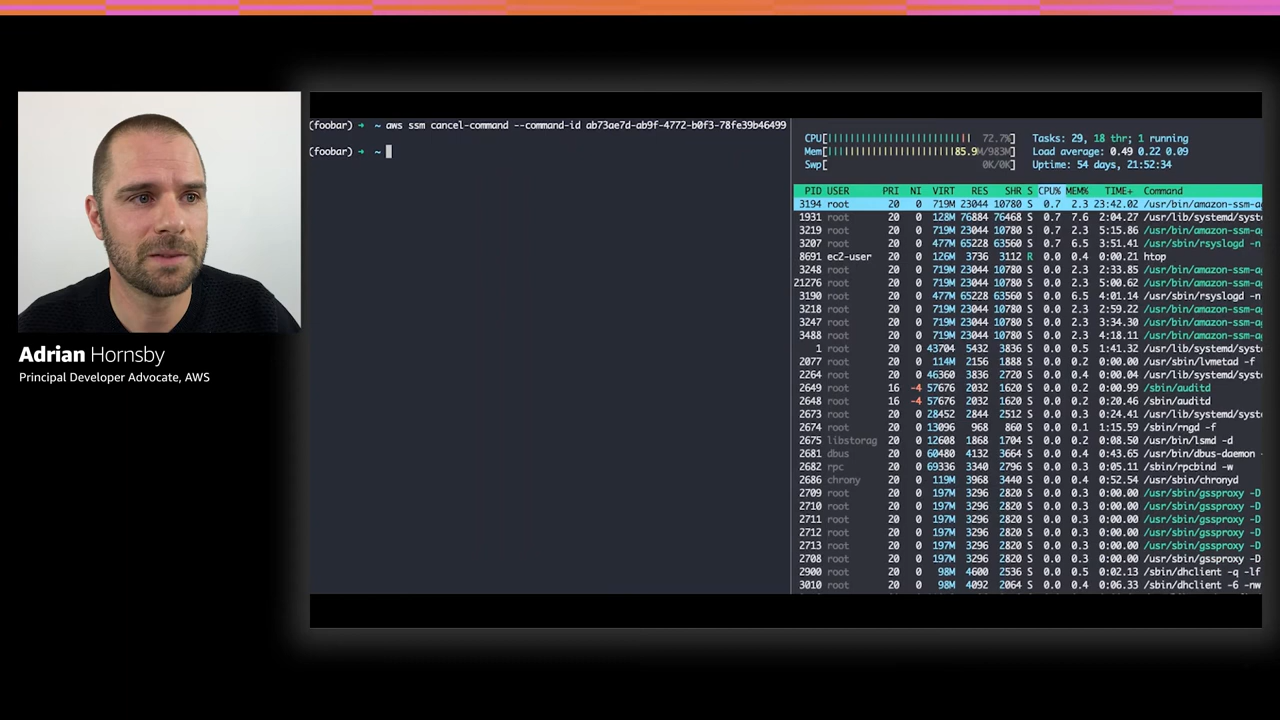 (foobar) ➜ ~ aws ssm cancel-command --command-id ab73ae7d-ab9f-4772-b0f3-78fe39b46499
(foobar) ➜ ~
Adrian Hornsby
Principal Developer Advocate, AWS
CPU[ 72.7%] Tasks: 29, 18 thr; 1 running
Mem[ 85.9M/983M] Load average: 0.49 0.22 0.09
Swp[ 0K/0K] Uptime: 54 days, 21:52:34
PID USER PRI NI VIRT RES SHR S CPU% MEM% TIME+ Command
3194 root 20 0 719M 23044 10780 S 0.7 2.3 23:42.02 /usr/bin/amazon-ssm-ag
1931 root 20 0 128M 76884 76468 S 0.7 7.6 2:04.27 /usr/lib/systemd/syst
3219 root 20 0 719M 23044 10780 S 0.7 2.3 5:15.86 /usr/bin/amazon-ssm-ag
3207 root 20 0 477M 65228 63560 S 0.7 6.5 3:51.41 /usr/sbin/rsyslogd -n
8691 ec2-user 20 0 126M 3736 3112 R 0.0 0.4 0:00.21 htop
3248 root 20 0 719M 23044 10780 S 0.0 2.3 2:33.85 /usr/bin/amazon-ssm-ag
21276 root 20 0 719M 23044 10780 S 0.0 2.3 5:00.62 /usr/bin/amazon-ssm-ag
3190 root 20 0 477M 65228 63560 S 0.0 6.5 4:01.14 /usr/sbin/rsyslogd -n
3218 root 20 0 719M 23044 10780 S 0.0 2.3 2:59.22 /usr/bin/amazon-ssm-ag
3247 root 20 0 719M 23044 10780 S 0.0 2.3 3:34.30 /usr/bin/amazon-ssm-ag
3488 root 20 0 719M 23044 10780 S 0.0 2.3 4:18.11 /usr/bin/amazon-ssm-ag
1 root 20 0 43704 5432 3836 S 0.0 0.5 1:41.32 /usr/lib/systemd/syst
2077 root 20 0 114M 2156 1888 S 0.0 0.2 0:00.00 /usr/sbin/lvmetad -f
2264 root 20 0 46360 3836 2720 S 0.0 0.4 0:00.04 /usr/lib/systemd/syst
2649 root 16 -4 57676 2032 1620 S 0.0 0.2 0:00.99 /sbin/auditd
2648 root 16 -4 57676 2032 1620 S 0.0 0.2 0:20.46 /sbin/auditd
2673 root 20 0 28452 2844 2512 S 0.0 0.3 0:24.41 /usr/lib/systemd/syst
2674 root 20 0 13096 968 860 S 0.0 0.1 1:15.59 /sbin/rngd -f
2675 libstorag 20 0 12608 1868 1704 S 0.0 0.2 0:08.50 /usr/bin/lsmd -d
2681 dbus 20 0 60480 4132 3664 S 0.0 0.4 0:43.65 /usr/bin/dbus-daemon -
2682 rpc 20 0 69336 3340 2796 S 0.0 0.3 0:05.11 /sbin/rpcbind -w
2686 chrony 20 0 119M 3968 3440 S 0.0 0.4 0:52.54 /usr/sbin/chronyd
2709 root 20 0 197M 3296 2820 S 0.0 0.3 0:00.00 /usr/sbin/gssproxy -D
2710 root 20 0 197M 3296 2820 S 0.0 0.3 0:00.00 /usr/sbin/gssproxy -D
2711 root 20 0 197M 3296 2820 S 0.0 0.3 0:00.00 /usr/sbin/gssproxy -D
2712 root 20 0 197M 3296 2820 S 0.0 0.3 0:00.00 /usr/sbin/gssproxy -D
2713 root 20 0 197M 3296 2820 S 0.0 0.3 0:00.00 /usr/sbin/gssproxy -D
2708 root 20 0 197M 3296 2820 S 0.0 0.3 0:00.00 /usr/sbin/gssproxy -D
2900 root 20 0 98M 4600 2536 S 0.0 0.5 0:02.13 /sbin/dhclient -q -lf
3010 root 20 0 98M 4092 2064 S 0.0 0.4 0:06.33 /sbin/dhclient -6 -nw